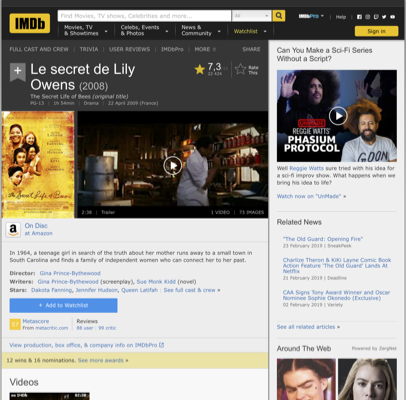 IMDb
Find Movies, TV shows, Celebrities and more...
All
IMDbPro
Help
Movies, TV
& Showtimes
Celebs, Events
& Photos
News &
Community
Watchlist
Sign in
FULL CAST AND CREW | TRIVIA | USER REVIEWS | IMDbPro | MORE
SHARE
Le secret de Lily
Owens (2008)
7,3
Rate
This
The Secret Life of Bees (original title)
PG-13 | 1h 54min | Drama | 22 April 2009 (France)
2:38 | Trailer
1 VIDEO | 73 IMAGES
On Disc
at Amazon
In 1964, a teenage girl in search of the truth about her mother runs away to a small town in
South Carolina and finds a family of independent women who can connect her to her past.
Director: Gina Prince-Bythewood
Writers: Gina Prince-Bythewood (screenplay), Sue Monk Kidd (novel)
Stars: Dakota Fanning, Jennifer Hudson, Queen Latifah | See full cast & crew »
+ Add to Watchlist
Metascore
From metacritic.com
Reviews
88 user | 99 critic
View production, box office, & company info on IMDbPro
12 wins & 16 nominations. See more awards »
Videos
Can You Make a Sci-Fi Series
Without a Script?
REGGIE WATTS'
PHASIUM
PROTOCOL
Well Reggie Watts sure tried with his idea for
a sci-fi improv show. What happens when we
bring his idea to life?
Watch now on "UnMade" »
Related News
"The Old Guard: Opening Fire"
23 February 2019 | SneakPeek
Charlize Theron & KiKi Layne Comic Book
Action Feature 'The Old Guard' Lands At
Netflix
21 February 2019 | Deadline
CAA Signs Tony Award Winner and Oscar
Nominee Sophie Okonedo (Exclusive)
02 February 2019 | Variety
See all related articles »
Around The Web
Powered by ZergNet